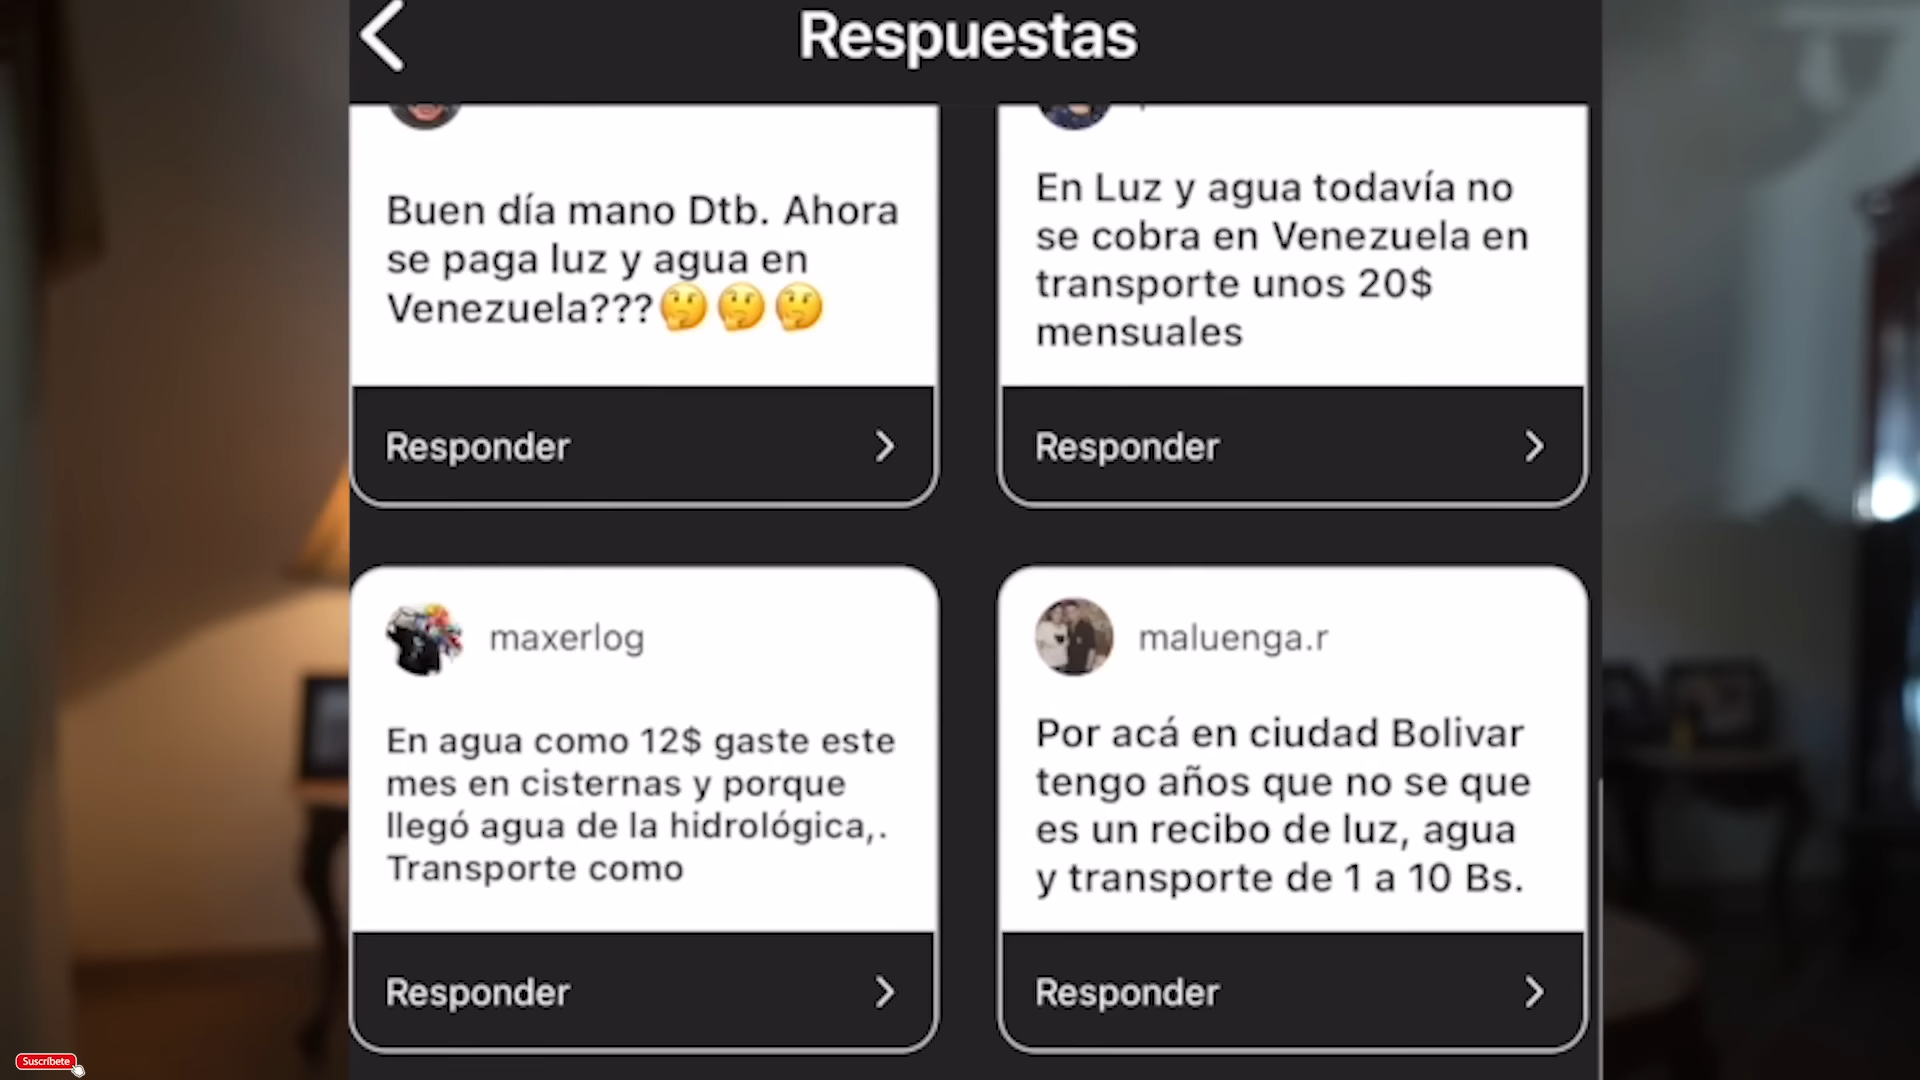 Respuestas
Buen día mano Dtb. Ahora
se paga luz y agua en
Venezuela???🤔🤔🤔
Responder
En Luz y agua todavía no
se cobra en Venezuela en
transporte unos 20$
mensuales
Responder
maxerlog
En agua como 12$ gaste este
mes en cisternas y porque
llegó agua de la hidrológica,.
Transporte como
Responder
maluenga.r
Por acá en ciudad Bolivar
tengo años que no se que
es un recibo de luz, agua
y transporte de 1 a 10 Bs.
Responder
Suscríbete